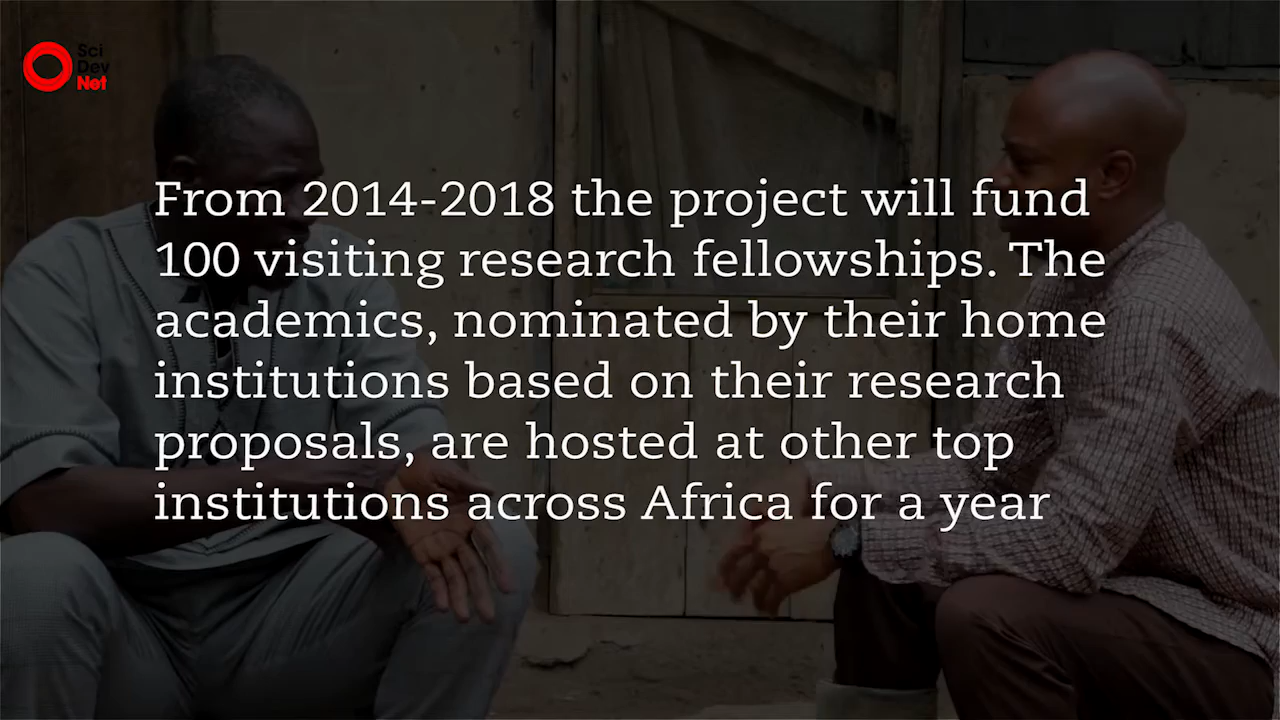 Sci
Dev
Net
From 2014-2018 the project will fund
100 visiting research fellowships. The
academics, nominated by their home
institutions based on their research
proposals, are hosted at other top
institutions across Africa for a year